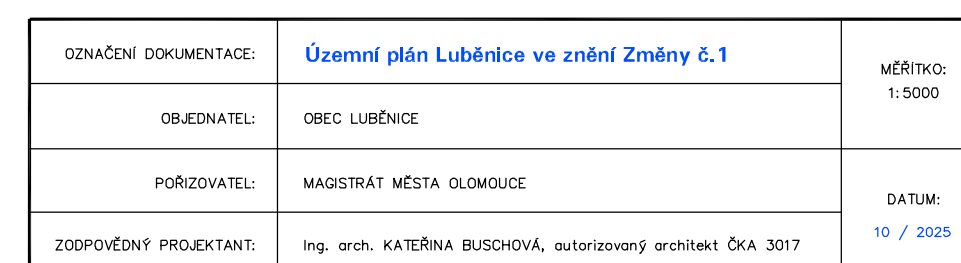 OZNAČENÍ DOKUMENTACE: Územní plán Luběnice ve znění Změny č.1
MĚŘÍTKO:
1:5000
OBJEDNATEL: OBEC LUBĚNICE
POŘIZOVATEL: MAGISTRÁT MĚSTA OLOMOUCE
DATUM:
10 / 2025
ZODPOVĚDNÝ PROJEKTANT: Ing. arch. KATEŘINA BUSCHOVÁ, autorizovaný architekt ČKA 3017